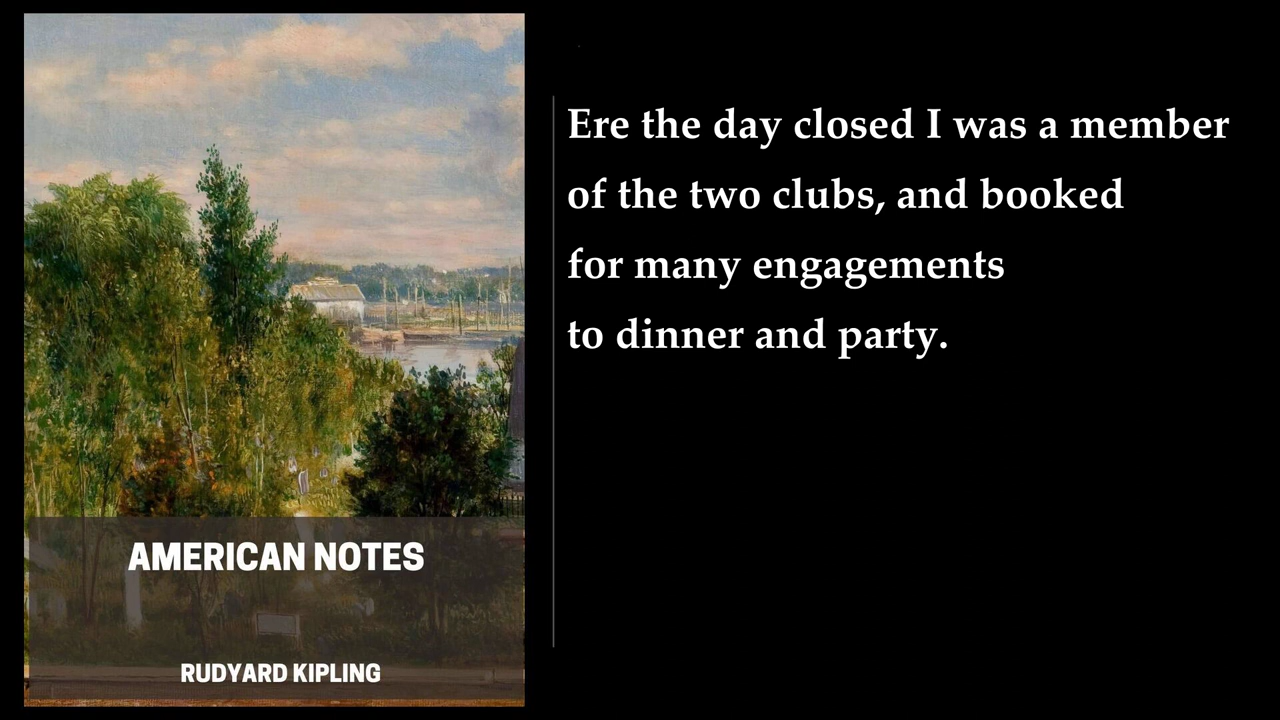 Ere the day closed I was a member
of the two clubs, and booked
for many engagements
to dinner and party.
AMERICAN NOTES
RUDYARD KIPLING